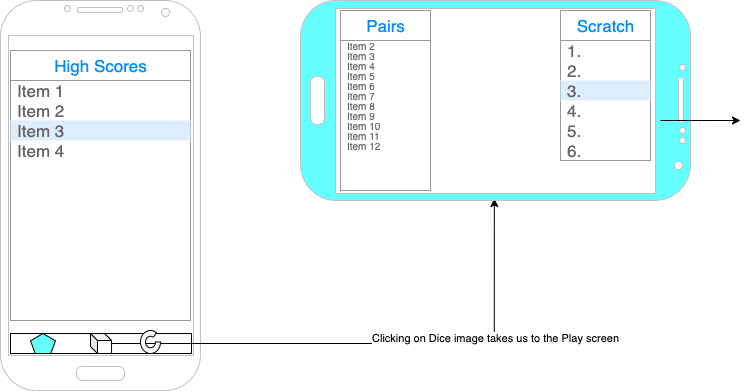 High Scores
Item 1
Item 2
Item 3
Item 4
Pairs
Item 2
Item 3
Item 4
Item 5
Item 6
Item 7
Item 8
Item 9
Item 10
Item 11
Item 12
Scratch
1.
2.
3.
4.
5.
6.
Clicking on Dice image takes us to the Play screen